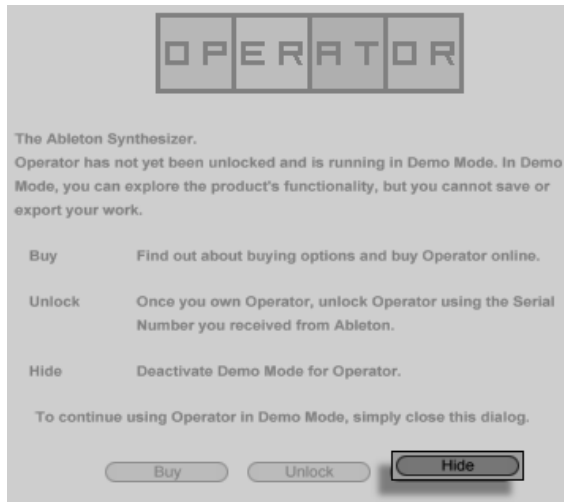 OPERATOR
The Ableton Synthesizer.
Operator has not yet been unlocked and is running in Demo Mode. In Demo
Mode, you can explore the product's functionality, but you cannot save or
export your work.
Buy Find out about buying options and buy Operator online.
Unlock Once you own Operator, unlock Operator using the Serial
Number you received from Ableton.
Hide Deactivate Demo Mode for Operator.
To continue using Operator in Demo Mode, simply close this dialog.
Buy Unlock Hide